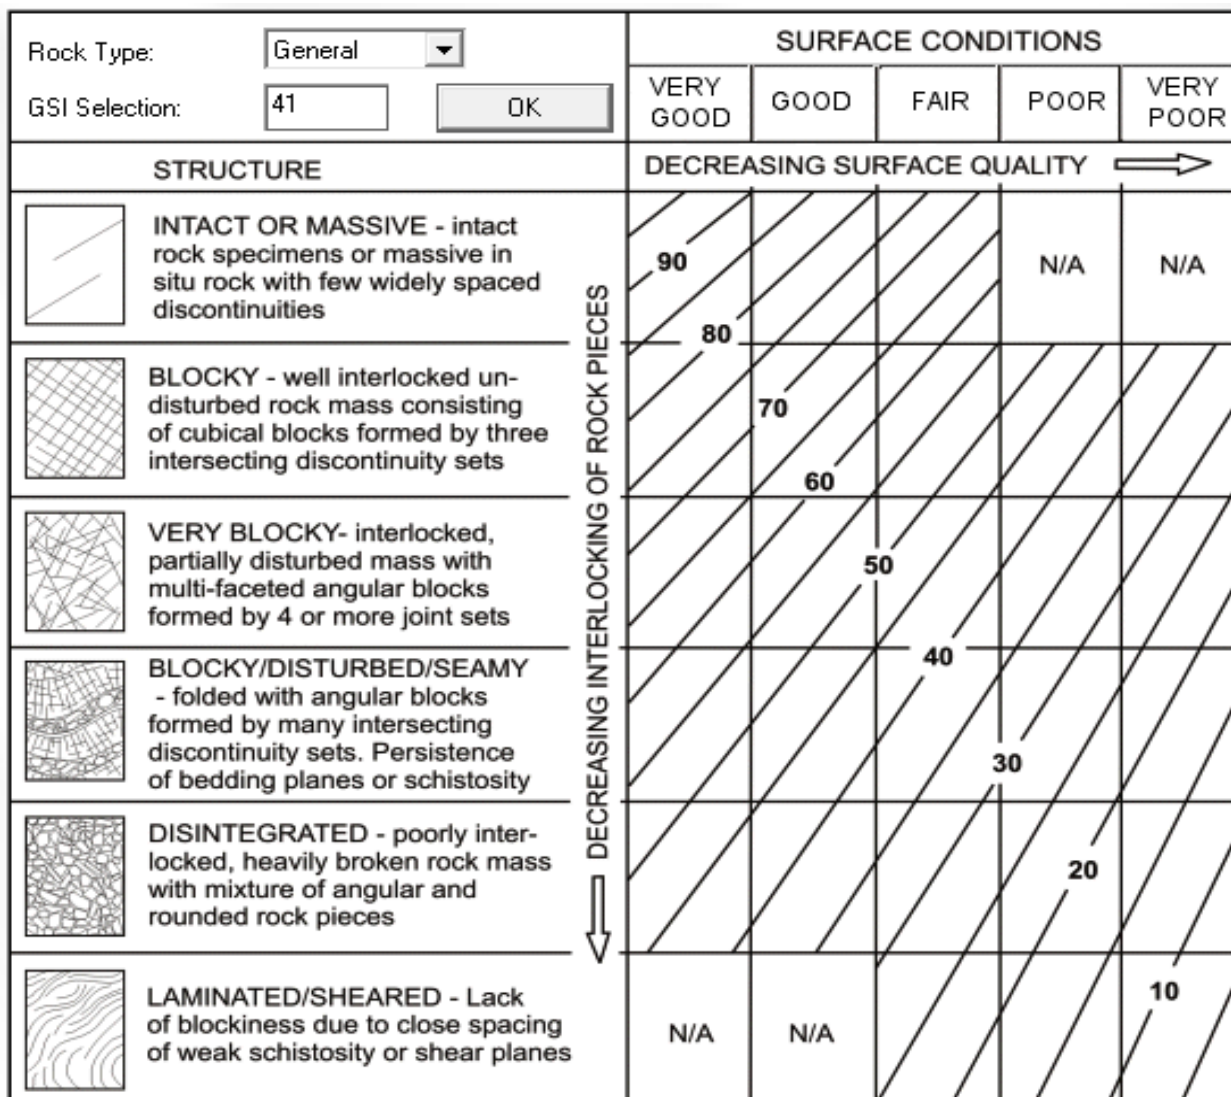 Rock Type: General
GSI Selection: 41 OK
SURFACE CONDITIONS
VERY GOOD
GOOD
FAIR
POOR
VERY POOR
STRUCTURE
DECREASING SURFACE QUALITY
INTACT OR MASSIVE - intact
rock specimens or massive in
situ rock with few widely spaced
discontinuities
BLOCKY - well interlocked un-
disturbed rock mass consisting
of cubical blocks formed by three
intersecting discontinuity sets
VERY BLOCKY- interlocked,
partially disturbed mass with
multi-faceted angular blocks
formed by 4 or more joint sets
BLOCKY/DISTURBED/SEAMY
- folded with angular blocks
formed by many intersecting
discontinuity sets. Persistence
of bedding planes or schistosity
DISINTEGRATED - poorly inter-
locked, heavily broken rock mass
with mixture of angular and
rounded rock pieces
LAMINATED/SHEARED - Lack
of blockiness due to close spacing
of weak schistosity or shear planes
DECREASING INTERLOCKING OF ROCK PIECES
90
N/A
N/A
80
70
60
50
40
30
20
10
N/A
N/A